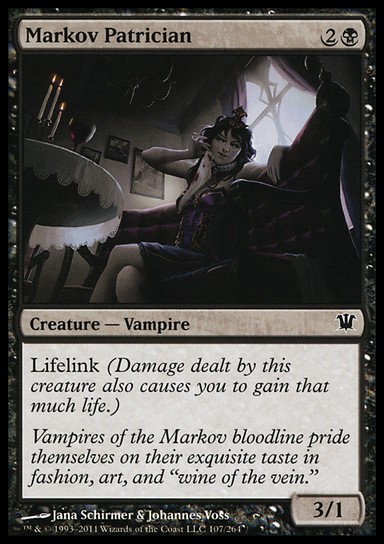 Markov Patrician 2
Creature — Vampire
Lifelink (Damage dealt by this
creature also causes you to gain that
much life.)
Vampires of the Markov bloodline pride
themselves on their exquisite taste in
fashion, art, and “wine of the vein.”
Jana Schirmer & Johannes Voss
3/1
™ & © 1993–2011 Wizards of the Coast LLC 107/264